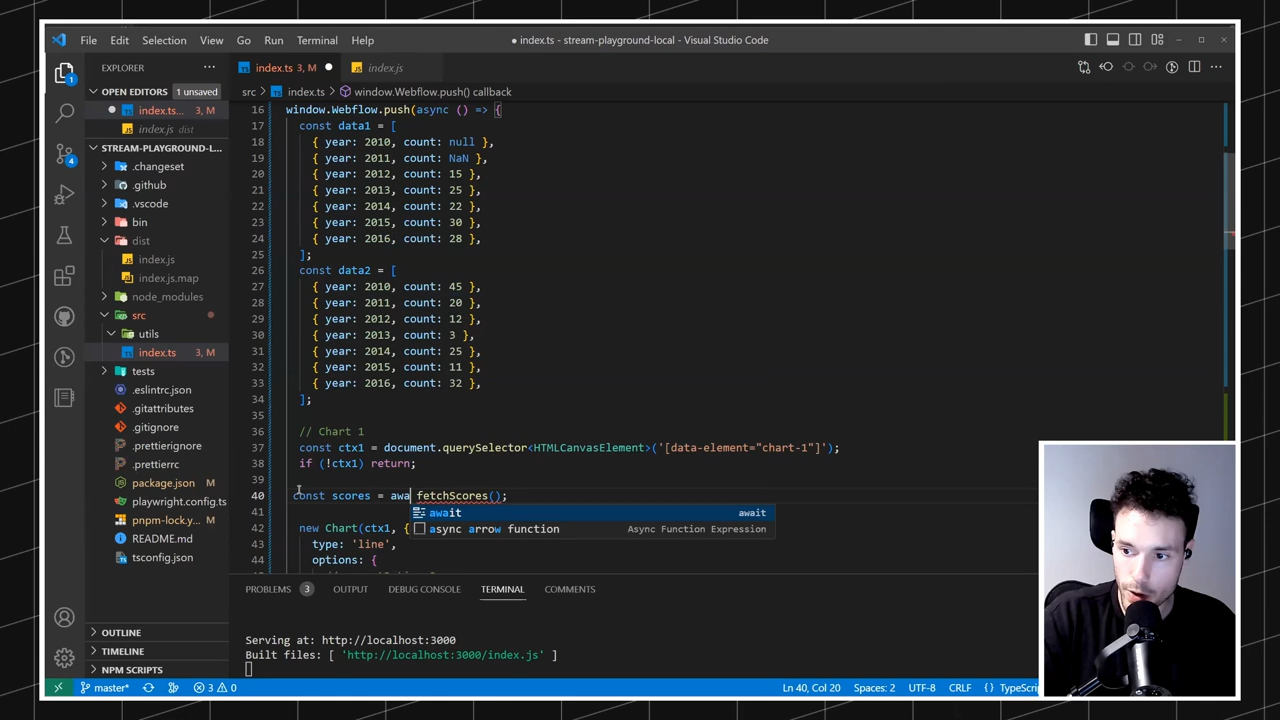 File Edit Selection View Go Run Terminal Help
● index.ts - stream-playground-local - Visual Studio Code
EXPLORER ···
index.ts 3, M ●
index.js
OPEN EDITORS 1 unsaved
index.ts... 3, M
index.js dist
STREAM-PLAYGROUND-L...
.changeset
.github
.vscode
bin
dist
index.js
index.js.map
node_modules
src
utils
index.ts 3, M
tests
.eslintrc.json
.gitattributes
.gitignore
.prettierignore
.prettierrc
package.json
playwright.config.ts
pnpm-lock.y...
README.md
tsconfig.json
OUTLINE
TIMELINE
NPM SCRIPTS
1
4
src > index.ts > window.Webflow.push() callback
16 window.Webflow.push(async () => {
17 const data1 = [
18 { year: 2010, count: null },
19 { year: 2011, count: NaN },
20 { year: 2012, count: 15 },
21 { year: 2013, count: 25 },
22 { year: 2014, count: 22 },
23 { year: 2015, count: 30 },
24 { year: 2016, count: 28 },
25 ];
26 const data2 = [
27 { year: 2010, count: 45 },
28 { year: 2011, count: 20 },
29 { year: 2012, count: 12 },
30 { year: 2013, count: 3 },
31 { year: 2014, count: 25 },
32 { year: 2015, count: 11 },
33 { year: 2016, count: 32 },
34 ];
35
36 // Chart 1
37 const ctx1 = document.querySelector<HTMLCanvasElement>('[data-element="chart-1"]');
38 if (!ctx1) return;
39
40 const scores = awa fetchScores();
await await
async arrow function Async Function Expression
41
42 new Chart(ctx1, {
43 type: 'line',
44 options: {
PROBLEMS 3 OUTPUT DEBUG CONSOLE TERMINAL COMMENTS
Serving at: http://localhost:3000
Built files: [ 'http://localhost:3000/index.js' ]
master* 3 0 Ln 40, Col 20 Spaces: 2 UTF-8 CRLF {} TypeScri